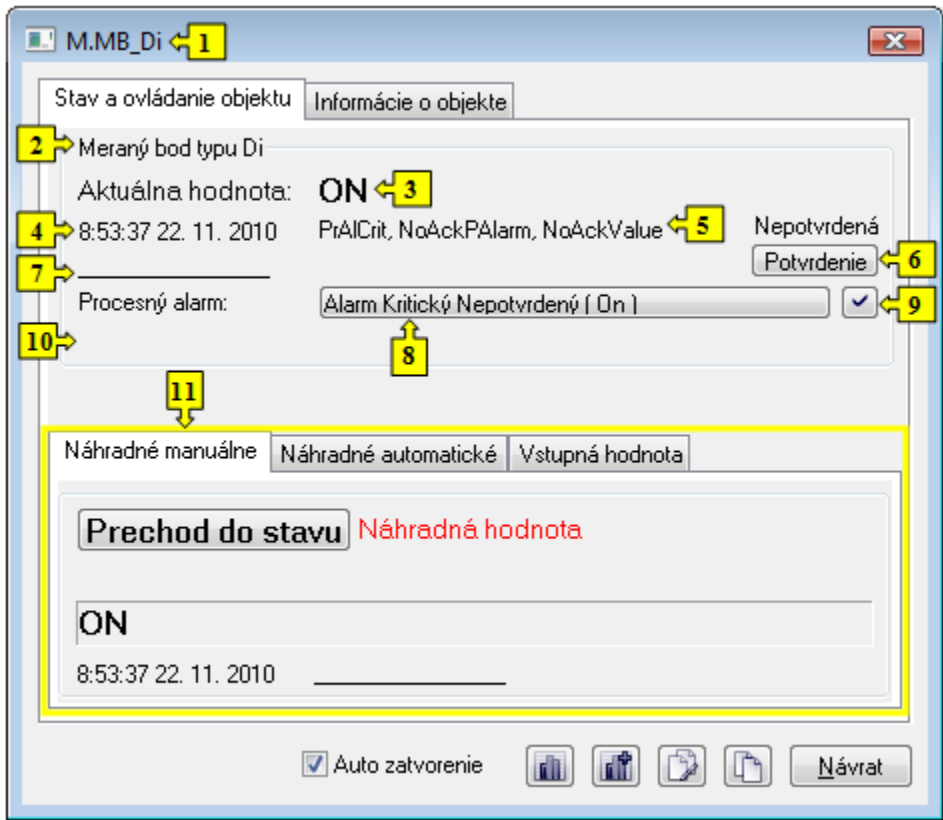 M.MB_Di 1
Stav a ovládanie objektu Informácie o objekte
2 Meraný bod typu Di
Aktuálna hodnota: ON 3
4 8:53:37 22. 11. 2010 PrAlCrit, NoAckPAlarm, NoAckValue 5 Nepotvrdená
7 Potvrdenie 6
Procesný alarm: Alarm Kritický Nepotvrdený ( On ) 9
10 8
11
Náhradné manuálne Náhradné automatické Vstupná hodnota
Prechod do stavu Náhradná hodnota
ON
8:53:37 22. 11. 2010
Auto zatvorenie Návrat